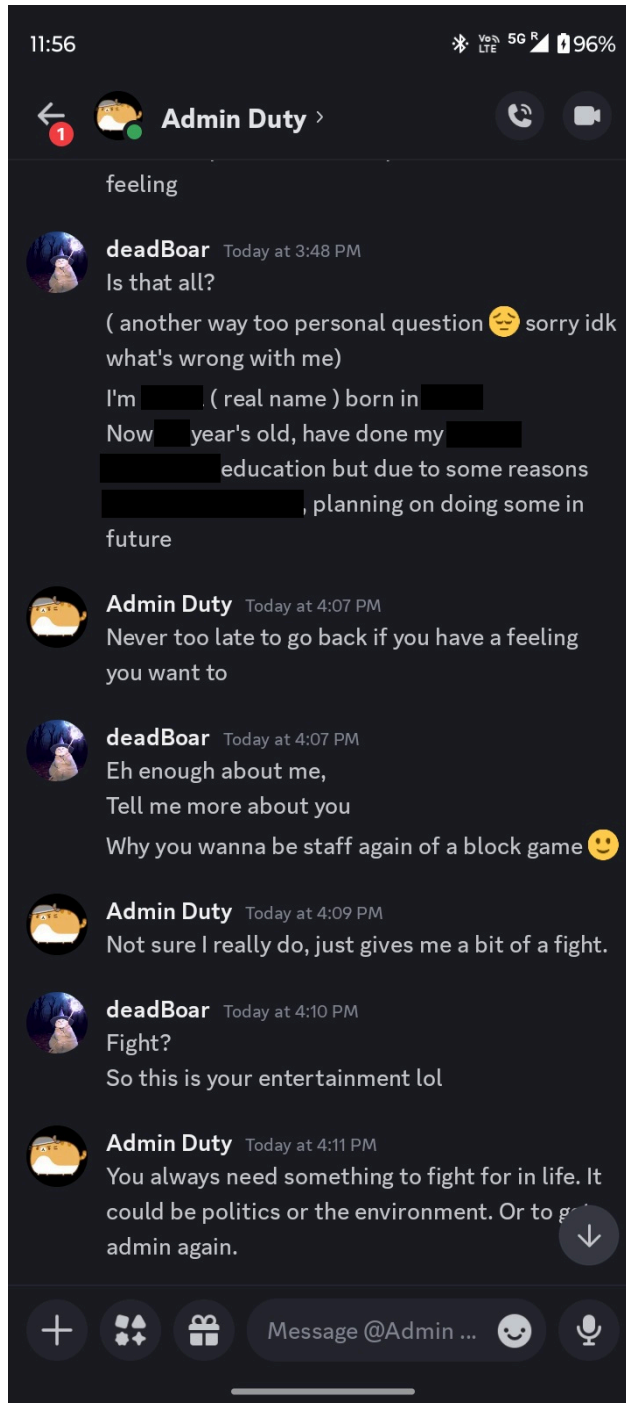 11:56
Vo LTE 5G R 96%
1
Admin Duty
feeling
deadBoar Today at 3:48 PM
Is that all?
( another way too personal question 😔 sorry idk
what's wrong with me)
I'm ( real name ) born in
Now year's old, have done my
education but due to some reasons
, planning on doing some in
future
Admin Duty Today at 4:07 PM
Never too late to go back if you have a feeling
you want to
deadBoar Today at 4:07 PM
Eh enough about me,
Tell me more about you
Why you wanna be staff again of a block game 🙂
Admin Duty Today at 4:09 PM
Not sure I really do, just gives me a bit of a fight.
deadBoar Today at 4:10 PM
Fight?
So this is your entertainment lol
Admin Duty Today at 4:11 PM
You always need something to fight for in life. It
could be politics or the environment. Or to
admin again.
Message @Admin ...